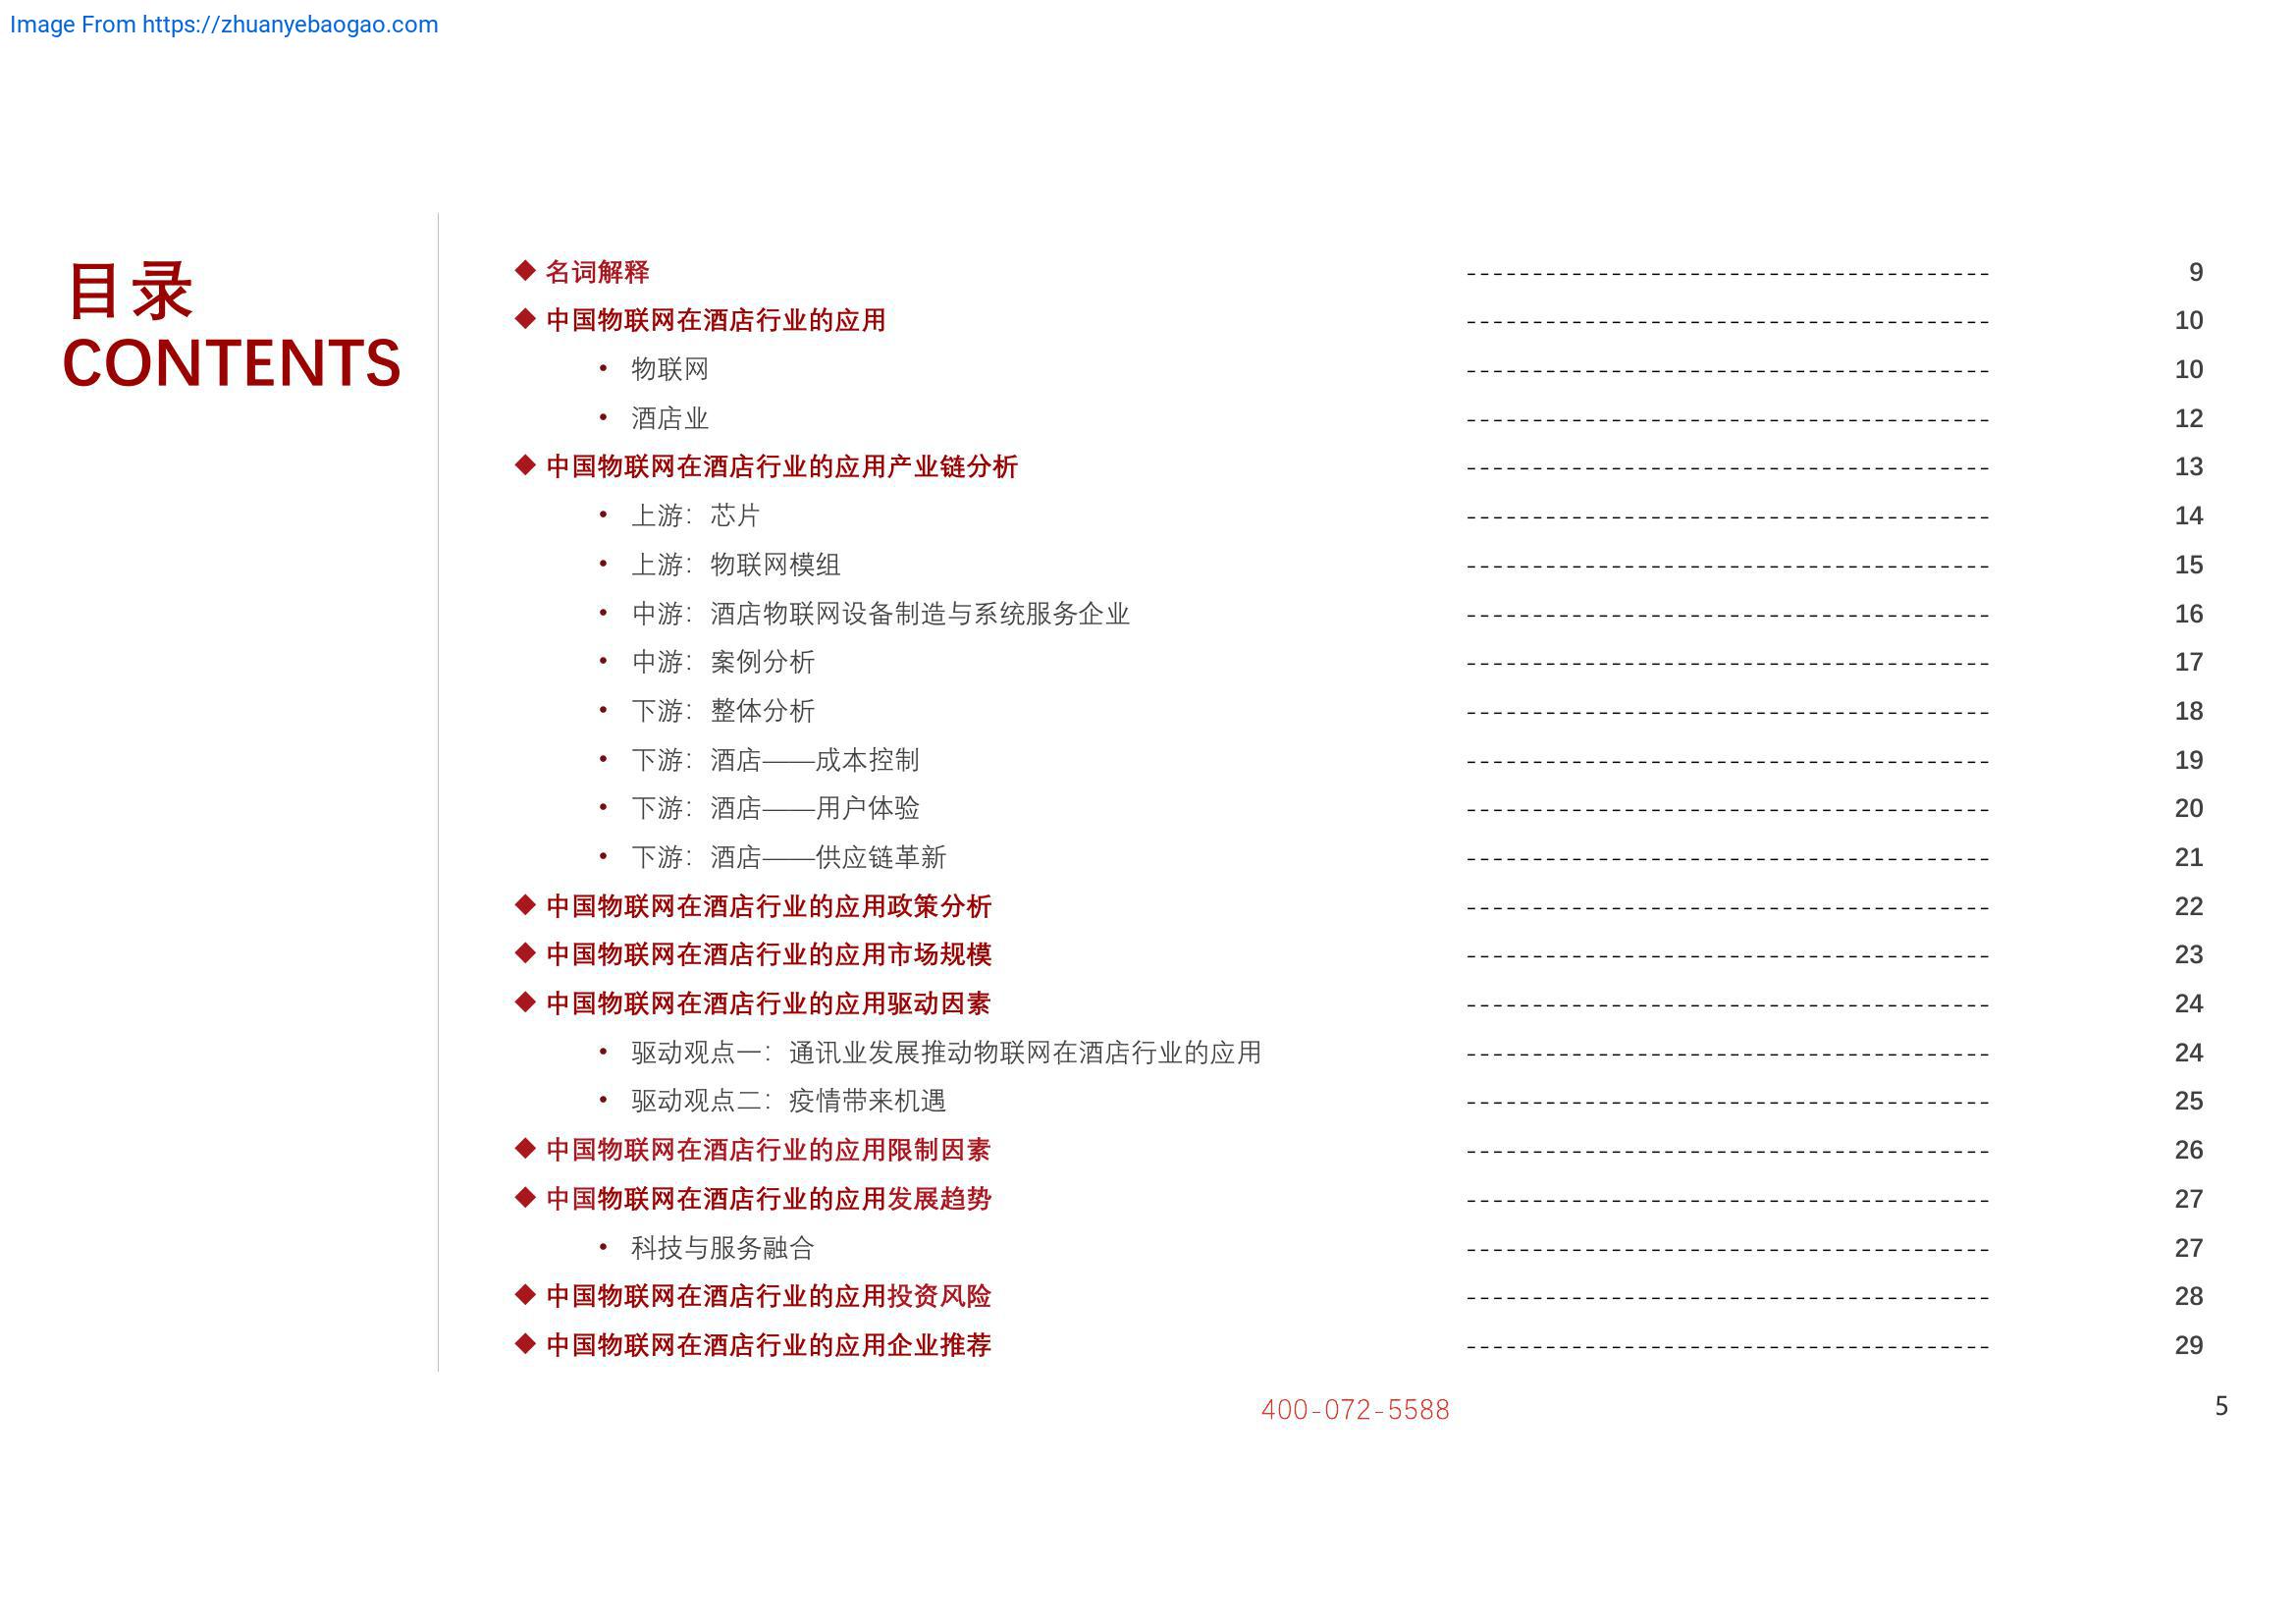 Image From https://zhuanyebaogao.com
目录
CONTENTS
◆ 名词解释 ---------------------------------------- 9
◆ 中国物联网在酒店行业的应用 ---------------------------------------- 10
• 物联网 ---------------------------------------- 10
• 酒店业 ---------------------------------------- 12
◆ 中国物联网在酒店行业的应用产业链分析 ---------------------------------------- 13
• 上游：芯片 ---------------------------------------- 14
• 上游：物联网模组 ---------------------------------------- 15
• 中游：酒店物联网设备制造与系统服务企业 ---------------------------------------- 16
• 中游：案例分析 ---------------------------------------- 17
• 下游：整体分析 ---------------------------------------- 18
• 下游：酒店——成本控制 ---------------------------------------- 19
• 下游：酒店——用户体验 ---------------------------------------- 20
• 下游：酒店——供应链革新 ---------------------------------------- 21
◆ 中国物联网在酒店行业的应用政策分析 ---------------------------------------- 22
◆ 中国物联网在酒店行业的应用市场规模 ---------------------------------------- 23
◆ 中国物联网在酒店行业的应用驱动因素 ---------------------------------------- 24
• 驱动观点一：通讯业发展推动物联网在酒店行业的应用 ---------------------------------------- 24
• 驱动观点二：疫情带来机遇 ---------------------------------------- 25
◆ 中国物联网在酒店行业的应用限制因素 ---------------------------------------- 26
◆ 中国物联网在酒店行业的应用发展趋势 ---------------------------------------- 27
• 科技与服务融合 ---------------------------------------- 27
◆ 中国物联网在酒店行业的应用投资风险 ---------------------------------------- 28
◆ 中国物联网在酒店行业的应用企业推荐 ---------------------------------------- 29
400-072-5588
5